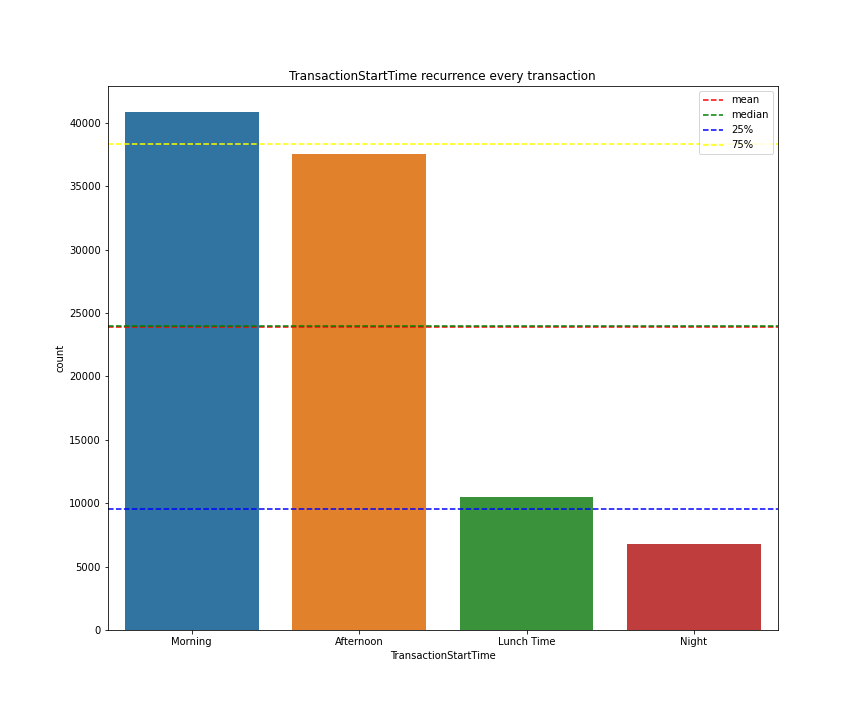 TransactionStartTime recurrence every transaction
mean
median
25%
75%
40000
35000
30000
25000
20000
15000
10000
5000
0
count
Morning
Afternoon
Lunch Time
Night
TransactionStartTime